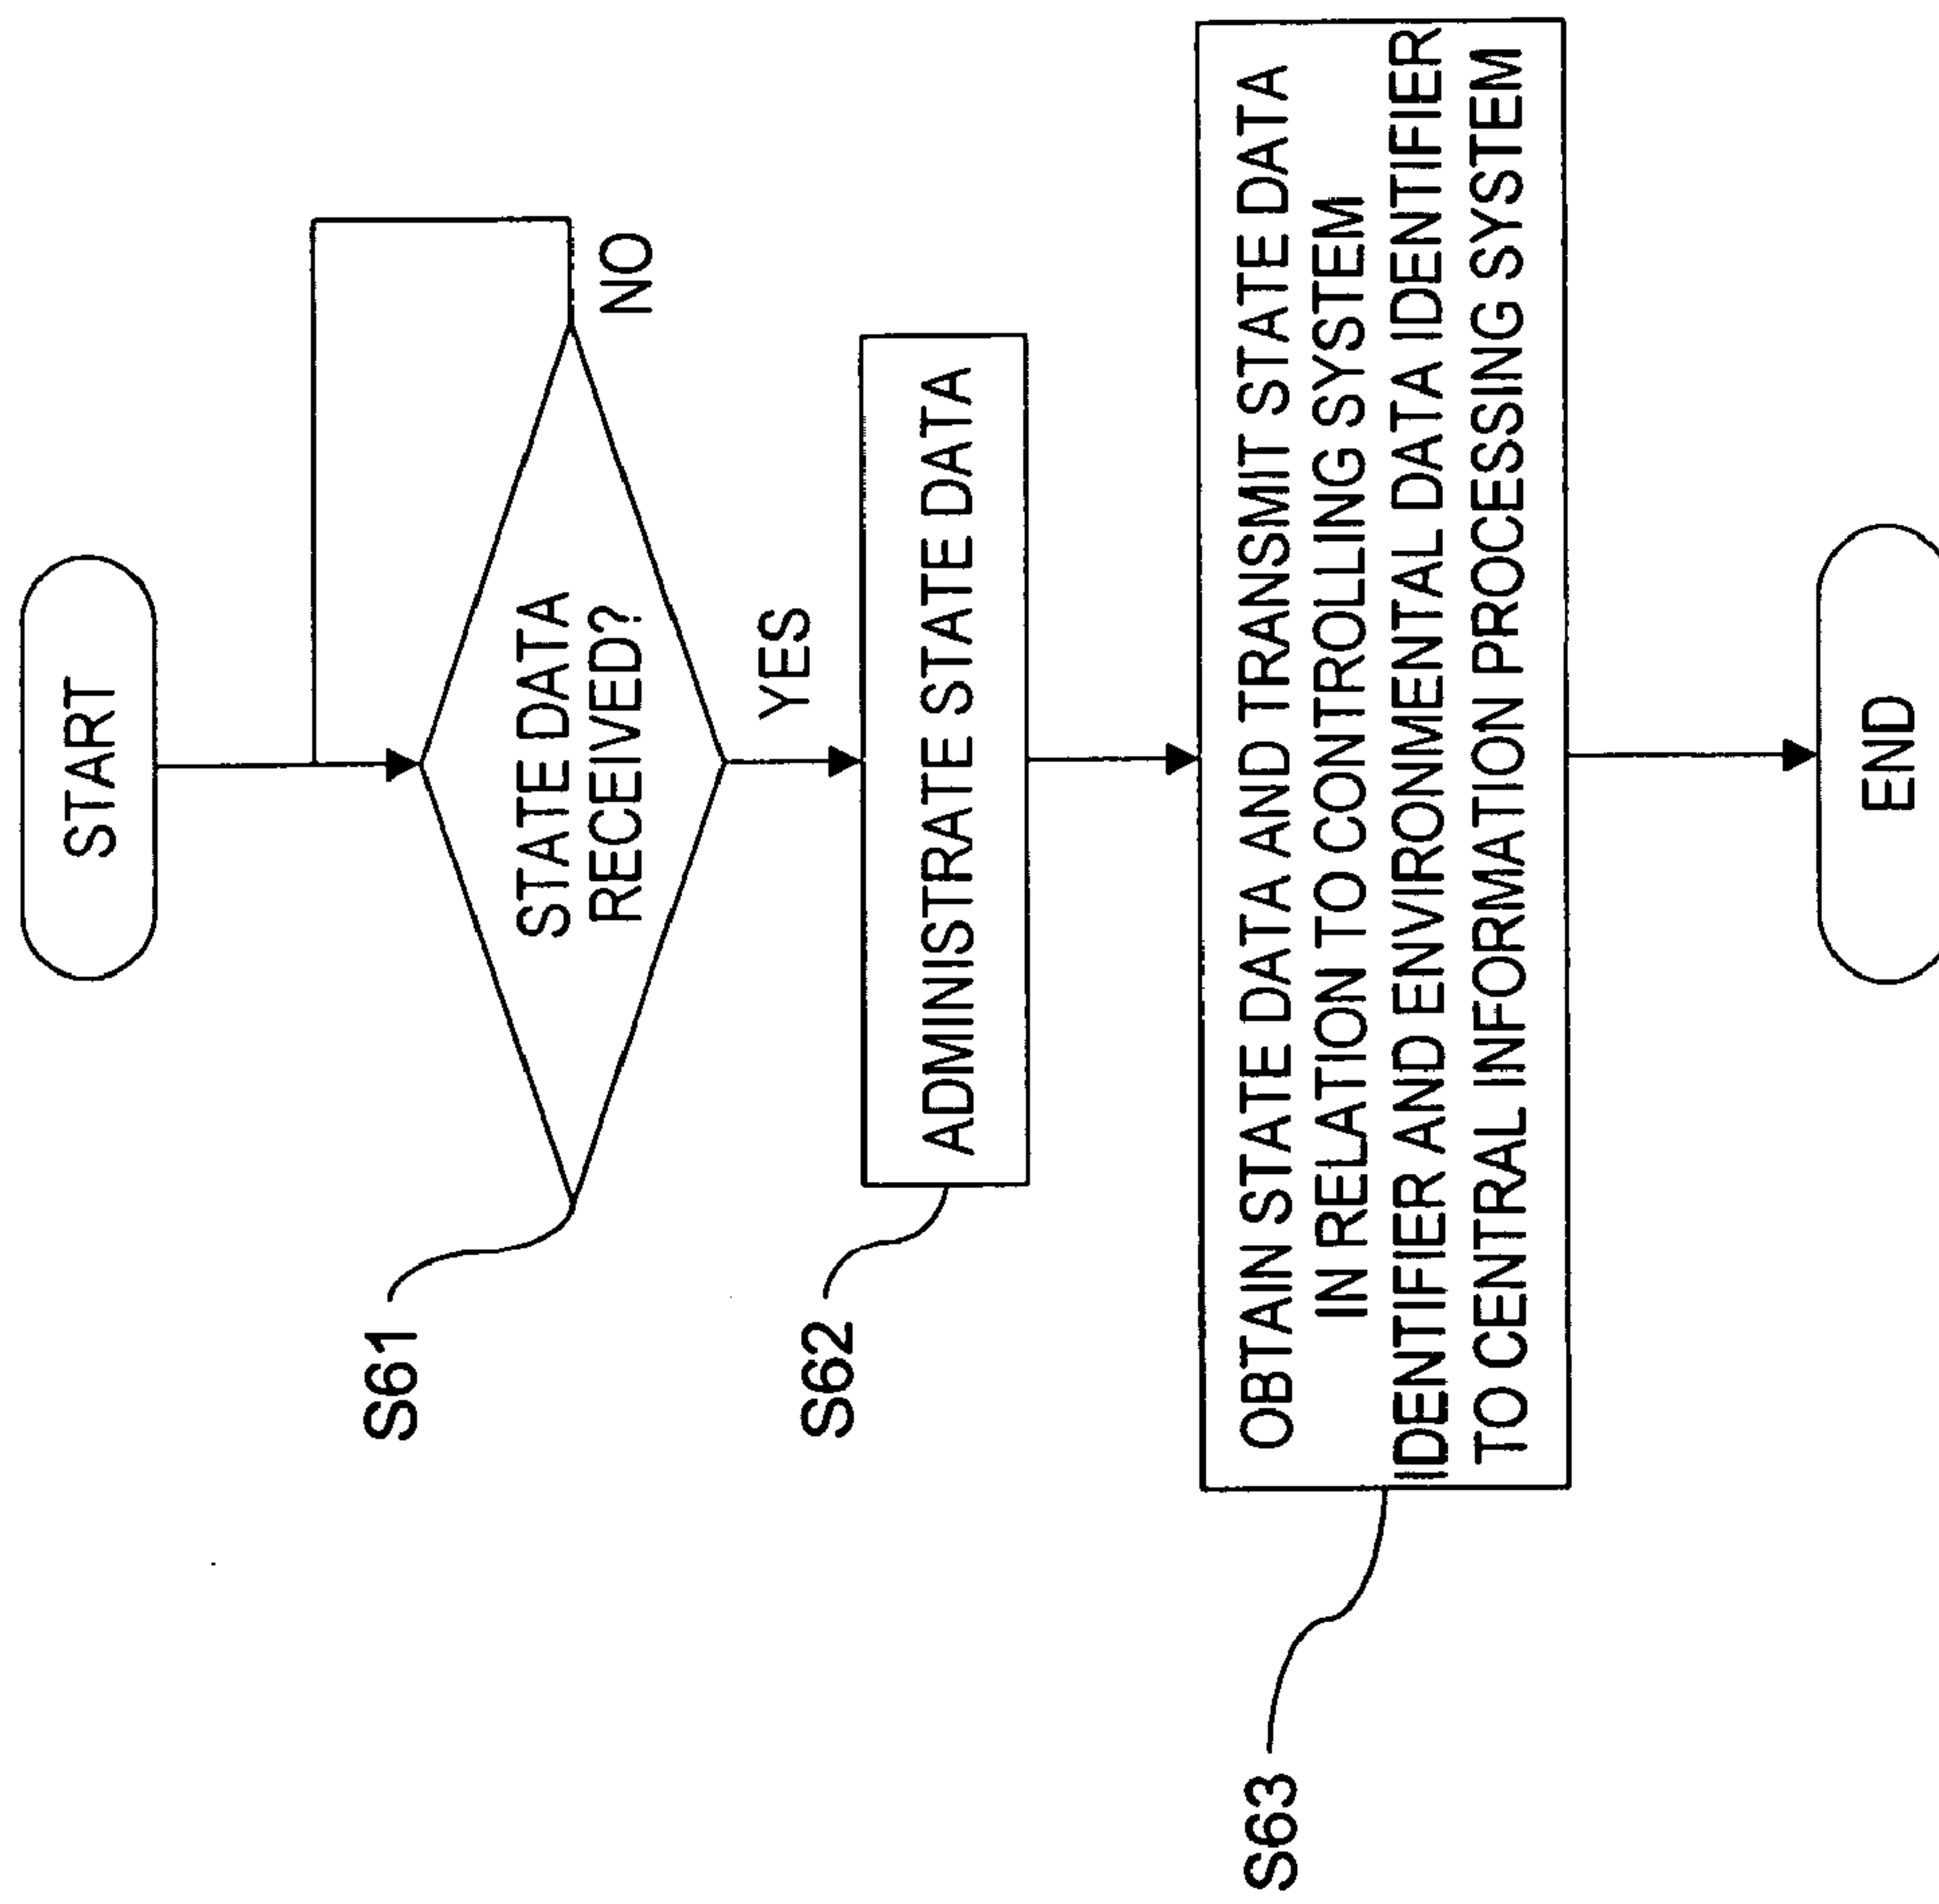 START
S61
STATE DATA
RECEIVED?
NO
YES
S62
ADMINISTRATE STATE DATA
S63
OBTAIN STATE DATA AND TRANSMIT STATE DATA
IN RELATION TO CONTROLLING SYSTEM
IDENTIFIER AND ENVIRONMENTAL DATA IDENTIFIER
TO CENTRAL INFORMATION PROCESSING SYSTEM
END